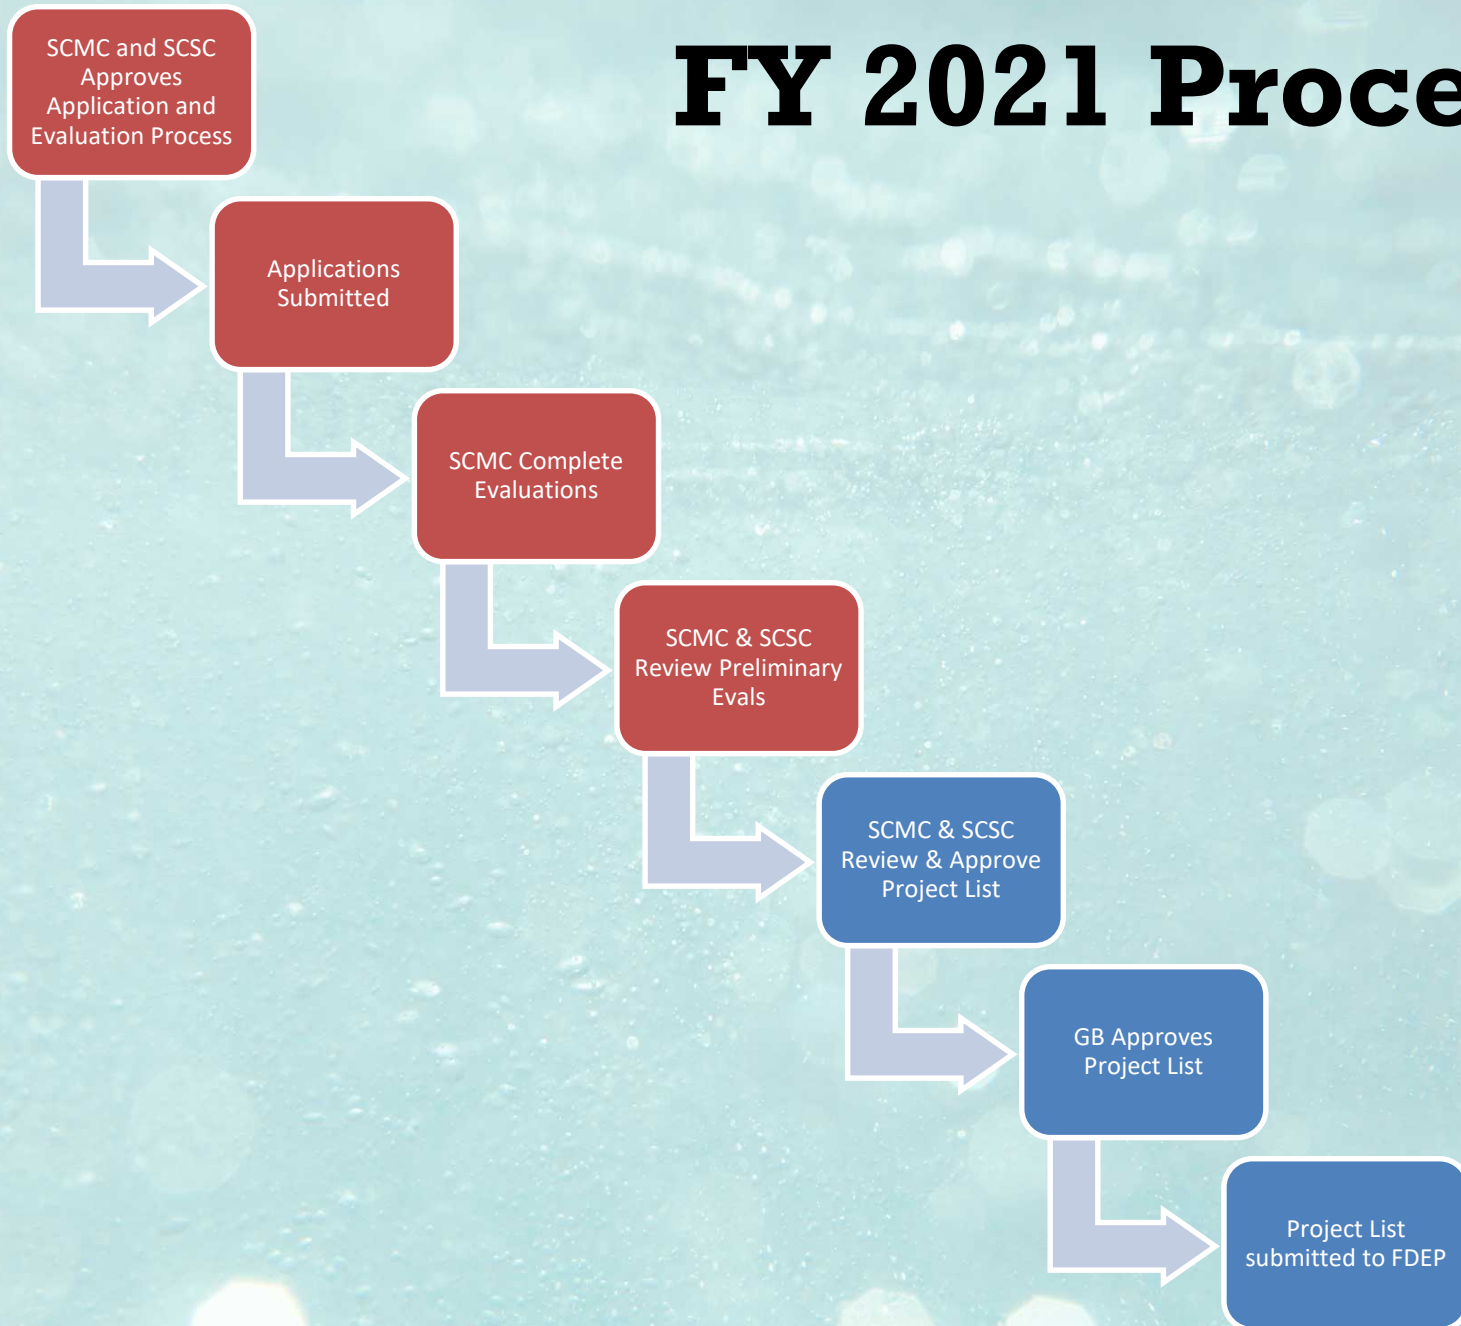 FY 2021 Proce
SCMC and SCSC
Approves
Application and
Evaluation Process
Applications
Submitted
SCMC Complete
Evaluations
SCMC & SCSC
Review Preliminary
Evals
SCMC & SCSC
Review & Approve
Project List
GB Approves
Project List
Project List
submitted to FDEP